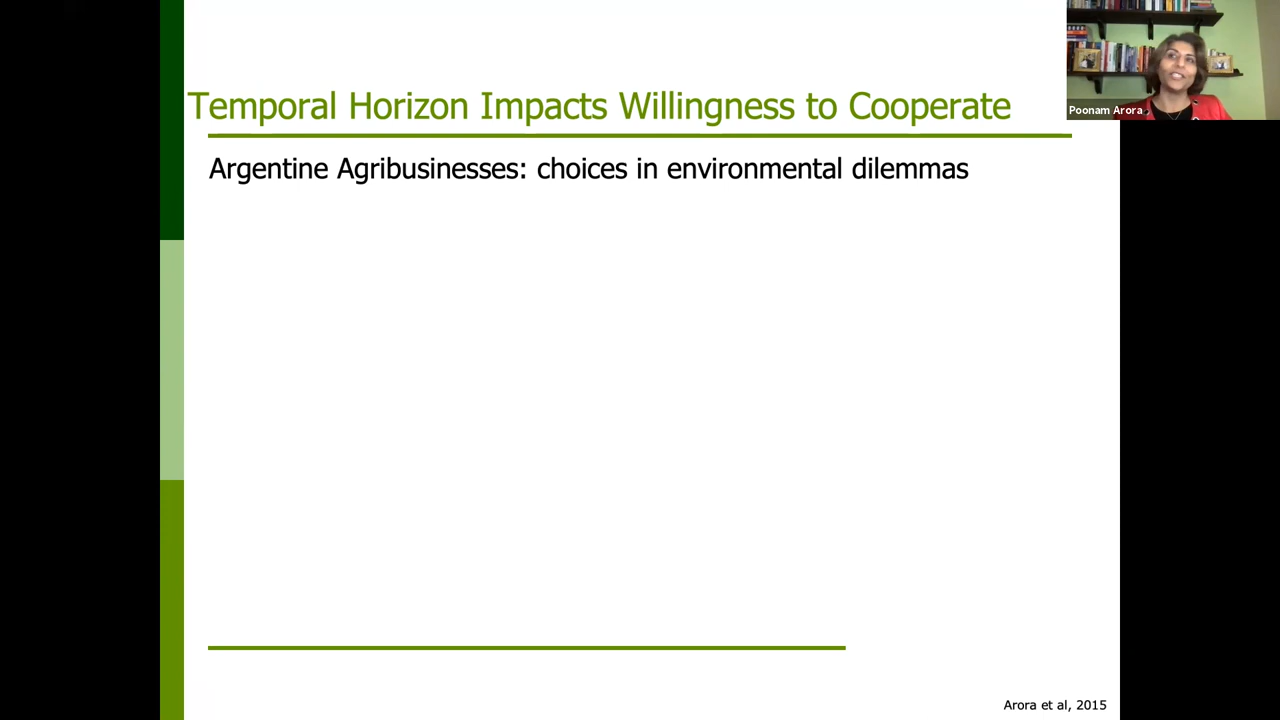 Temporal Horizon Impacts Willingness to Cooperate
Poonam Arora
Argentine Agribusinesses: choices in environmental dilemmas
Arora et al, 2015